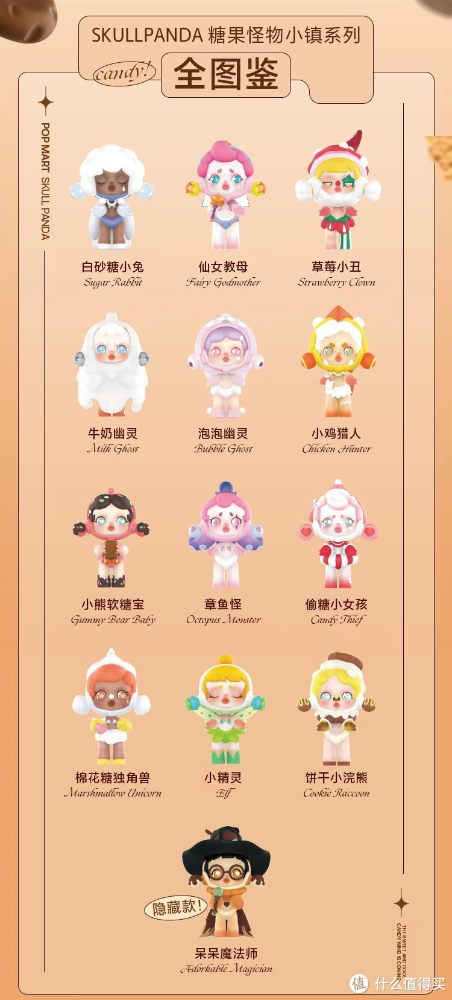 SKULLPANDA 糖果怪物小镇系列
candy!
全图鉴
POP MART SKULL PANDA
白砂糖小兔
Sugar Rabbit
仙女教母
Fairy Godmother
草莓小丑
Strawberry Clown
牛奶幽灵
Milk Ghost
泡泡幽灵
Bubble Ghost
小鸡猎人
Chicken Hunter
小熊软糖宝
Gummy Bear Baby
章鱼怪
Octopus Monster
偷糖小女孩
Candy Thief
棉花糖独角兽
Marshmallow Unicorn
小精灵
Elf
饼干小浣熊
Cookie Raccoon
隐藏款!
呆呆魔法师
Adorkable Magician
THE SWEET AND COOL
CANDY WIND IS COMING
值 什么值得买